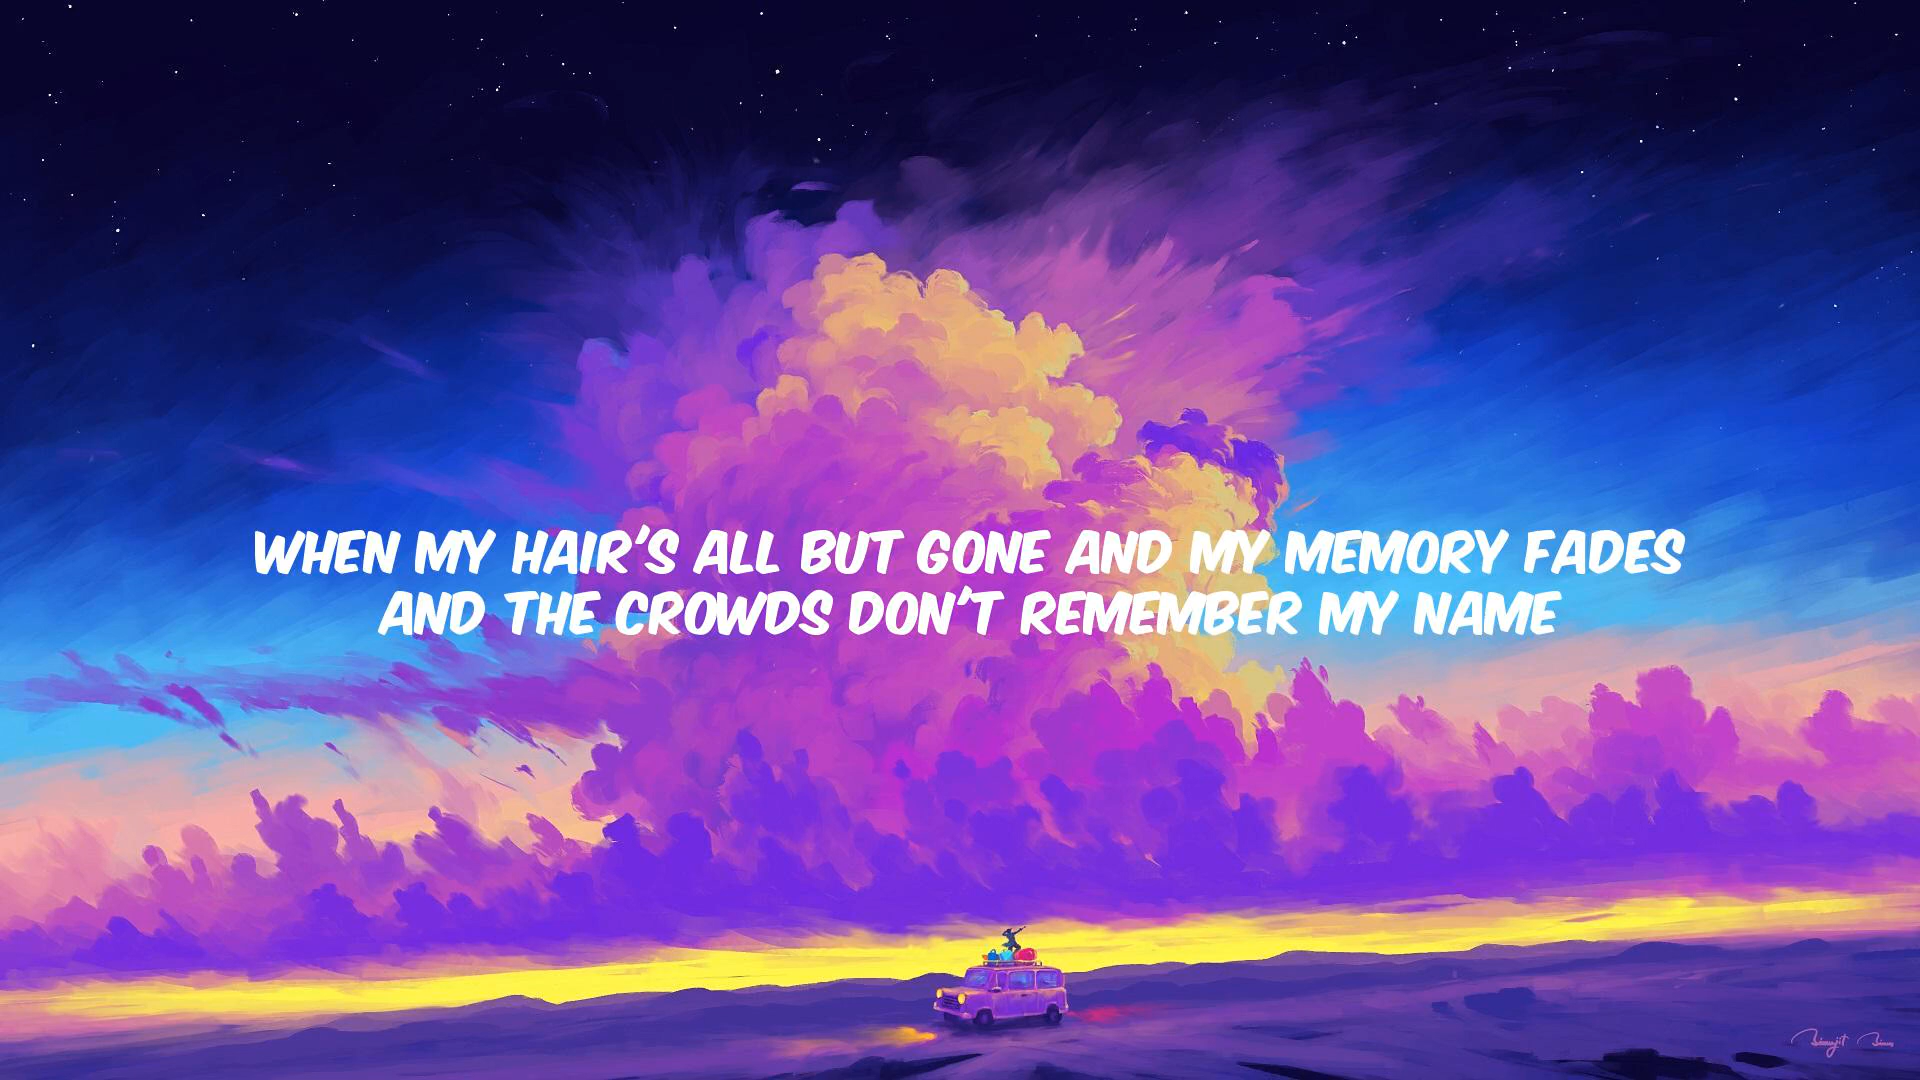 WHEN MY HAIR'S ALL BUT GONE AND MY MEMORY FADES
AND THE CROWDS DON'T REMEMBER MY NAME